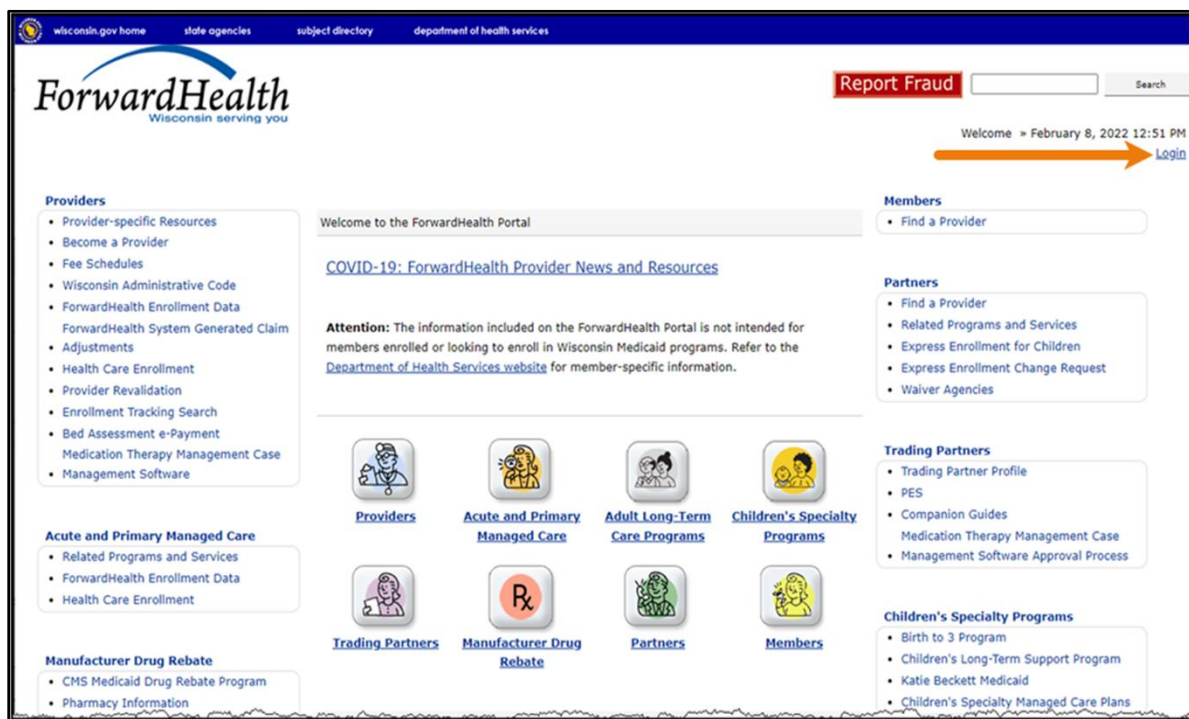 wisconsin.gov home state agencies subject directory department of health services
ForwardHealth
Wisconsin serving you
Report Fraud
Search
Welcome » February 8, 2022 12:51 PM
Login
Providers
• Provider-specific Resources
• Become a Provider
• Fee Schedules
• Wisconsin Administrative Code
• ForwardHealth Enrollment Data
ForwardHealth System Generated Claim
• Adjustments
• Health Care Enrollment
• Provider Revalidation
• Enrollment Tracking Search
• Bed Assessment e-Payment
Medication Therapy Management Case
• Management Software
Acute and Primary Managed Care
• Related Programs and Services
• ForwardHealth Enrollment Data
• Health Care Enrollment
Manufacturer Drug Rebate
• CMS Medicaid Drug Rebate Program
• Pharmacy Information
Welcome to the ForwardHealth Portal
COVID-19: ForwardHealth Provider News and Resources
Attention: The information included on the ForwardHealth Portal is not intended for
members enrolled or looking to enroll in Wisconsin Medicaid programs. Refer to the
Department of Health Services website for member-specific information.
Providers
Acute and Primary
Managed Care
Adult Long-Term
Care Programs
Children's Specialty
Programs
Trading Partners
Rx
Manufacturer Drug
Rebate
Partners
Members
Members
• Find a Provider
Partners
• Find a Provider
• Related Programs and Services
• Express Enrollment for Children
• Express Enrollment Change Request
• Waiver Agencies
Trading Partners
• Trading Partner Profile
• PES
• Companion Guides
Medication Therapy Management Case
• Management Software Approval Process
Children's Specialty Programs
• Birth to 3 Program
• Children's Long-Term Support Program
• Katie Beckett Medicaid
• Children's Specialty Managed Care Plans